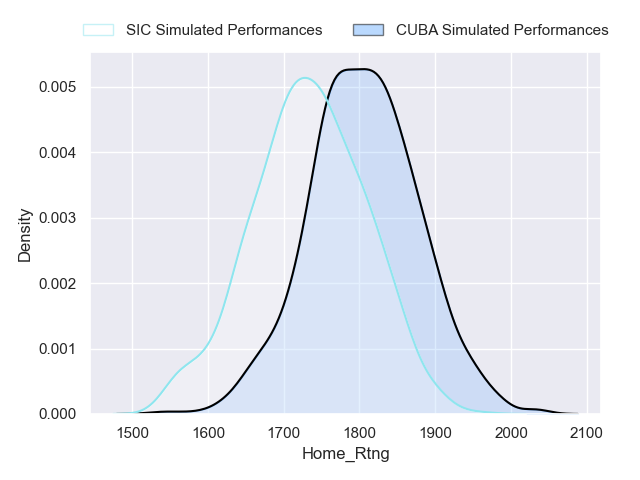 SIC Simulated Performances CUBA Simulated Performances
0.005
0.004
0.003
0.002
0.001
0.000
Density
1500 1600 1700 1800 1900 2000 2100
Home_Rtng